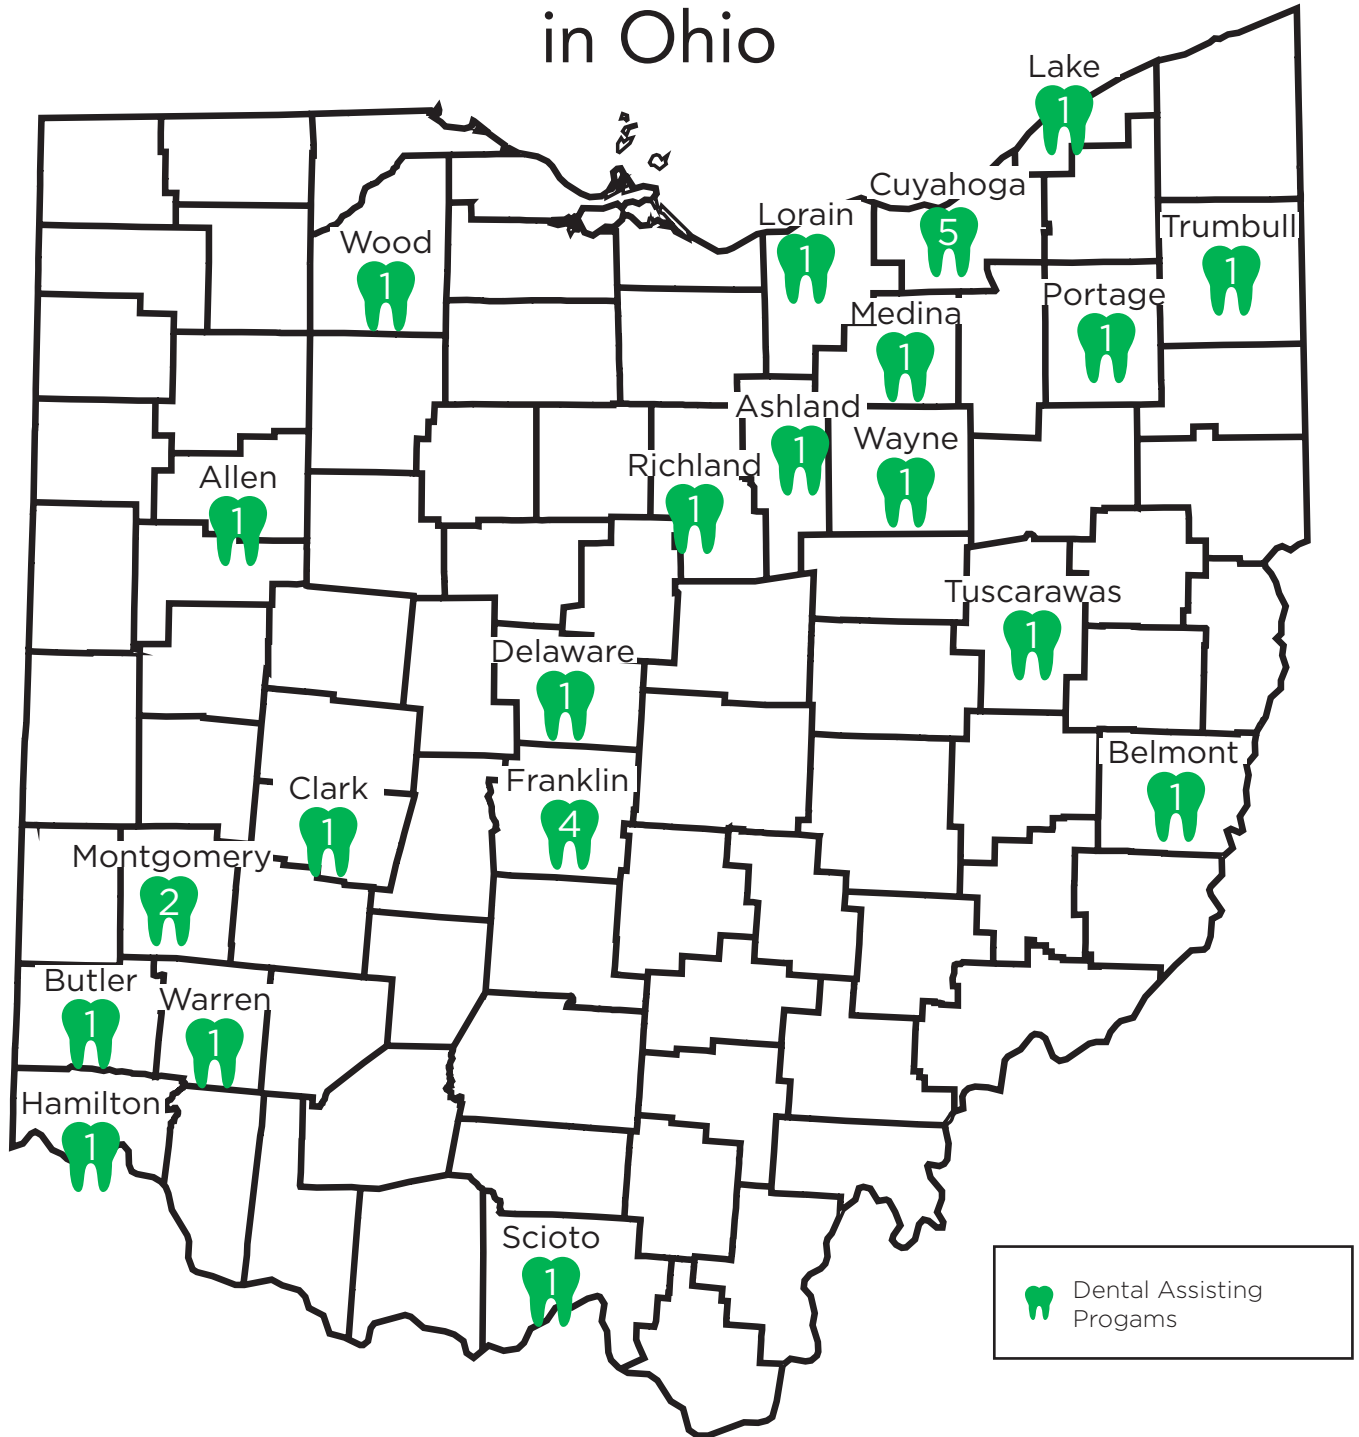 in Ohio
Lake
1
Cuyahoga
5
Lorain
1
Trumbull
1
Wood
1
Portage
1
Medina
1
Ashland
1
Wayne
1
Richland
1
Allen
1
Tuscarawas
1
Delaware
1
Belmont
1
Franklin
4
Clark
1
Montgomery
2
Butler
1
Warren
1
Hamilton
1
Scioto
1
Dental Assisting
Progams